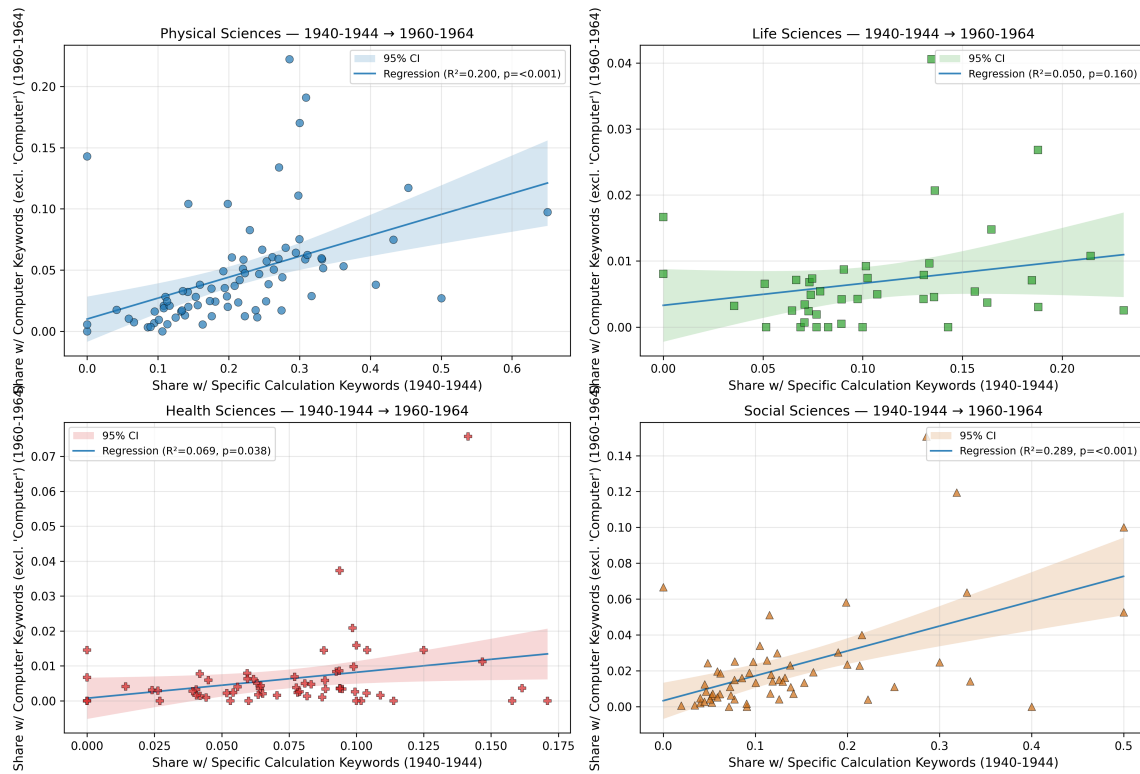 Physical Sciences — 1940-1944 → 1960-1964
Share w/ Computer Keywords (excl. 'Computer') (1960-1964)
0.20
0.15
0.10
0.05
0.00
95% CI
Regression (R²=0.200, p=<0.001)
0.0 0.1 0.2 0.3 0.4 0.5 0.6
Share w/ Specific Calculation Keywords (1940-1944)
Life Sciences — 1940-1944 → 1960-1964
Share w/ Computer Keywords (excl. 'Computer') (1960-1964)
0.04
0.03
0.02
0.01
0.00
95% CI
Regression (R²=0.050, p=0.160)
0.00 0.05 0.10 0.15 0.20
Share w/ Specific Calculation Keywords (1940-1944)
Health Sciences — 1940-1944 → 1960-1964
Share w/ Computer Keywords (excl. 'Computer') (1960-1964)
0.07
0.06
0.05
0.04
0.03
0.02
0.01
0.00
95% CI
Regression (R²=0.069, p=0.038)
0.000 0.025 0.050 0.075 0.100 0.125 0.150 0.175
Share w/ Specific Calculation Keywords (1940-1944)
Social Sciences — 1940-1944 → 1960-1964
Share w/ Computer Keywords (excl. 'Computer') (1960-1964)
0.14
0.12
0.10
0.08
0.06
0.04
0.02
0.00
95% CI
Regression (R²=0.289, p=<0.001)
0.0 0.1 0.2 0.3 0.4 0.5
Share w/ Specific Calculation Keywords (1940-1944)